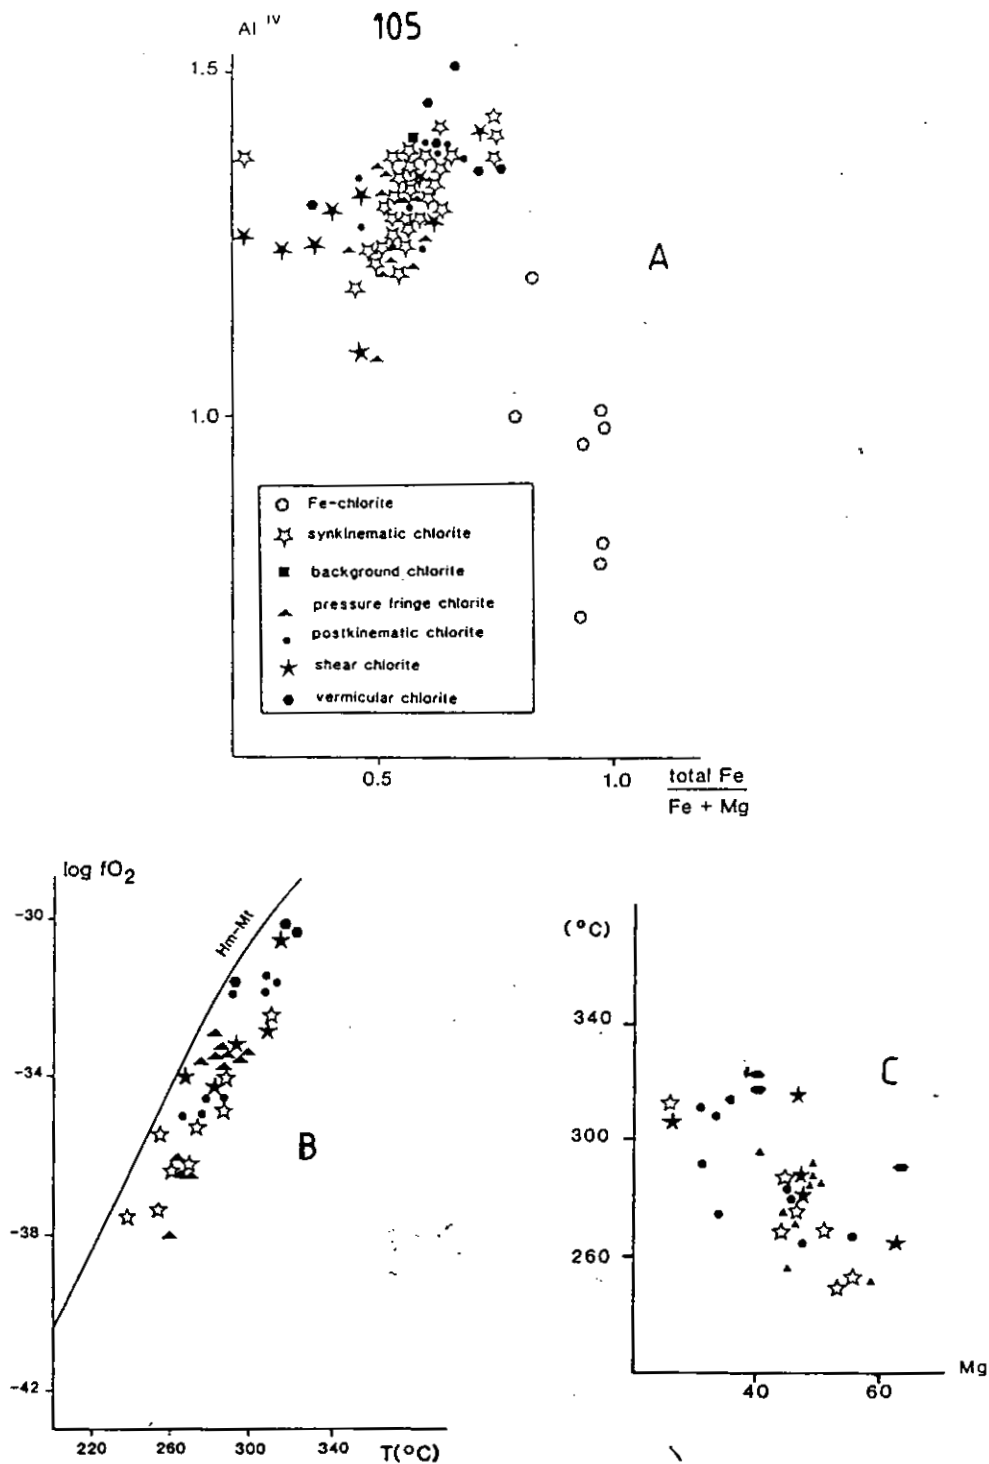 Al IV
105
1.5
1.0
A
Fe-chlorite
synkinematic chlorite
background chlorite
pressure fringe chlorite
postkinematic chlorite
shear chlorite
vermicular chlorite
0.5
1.0
total Fe
Fe + Mg
log fO2
-30
-34
-38
-42
Hm-Mt
B
220
260
300
340
T(°C)
(°C)
340
300
260
C
40
60
Mg